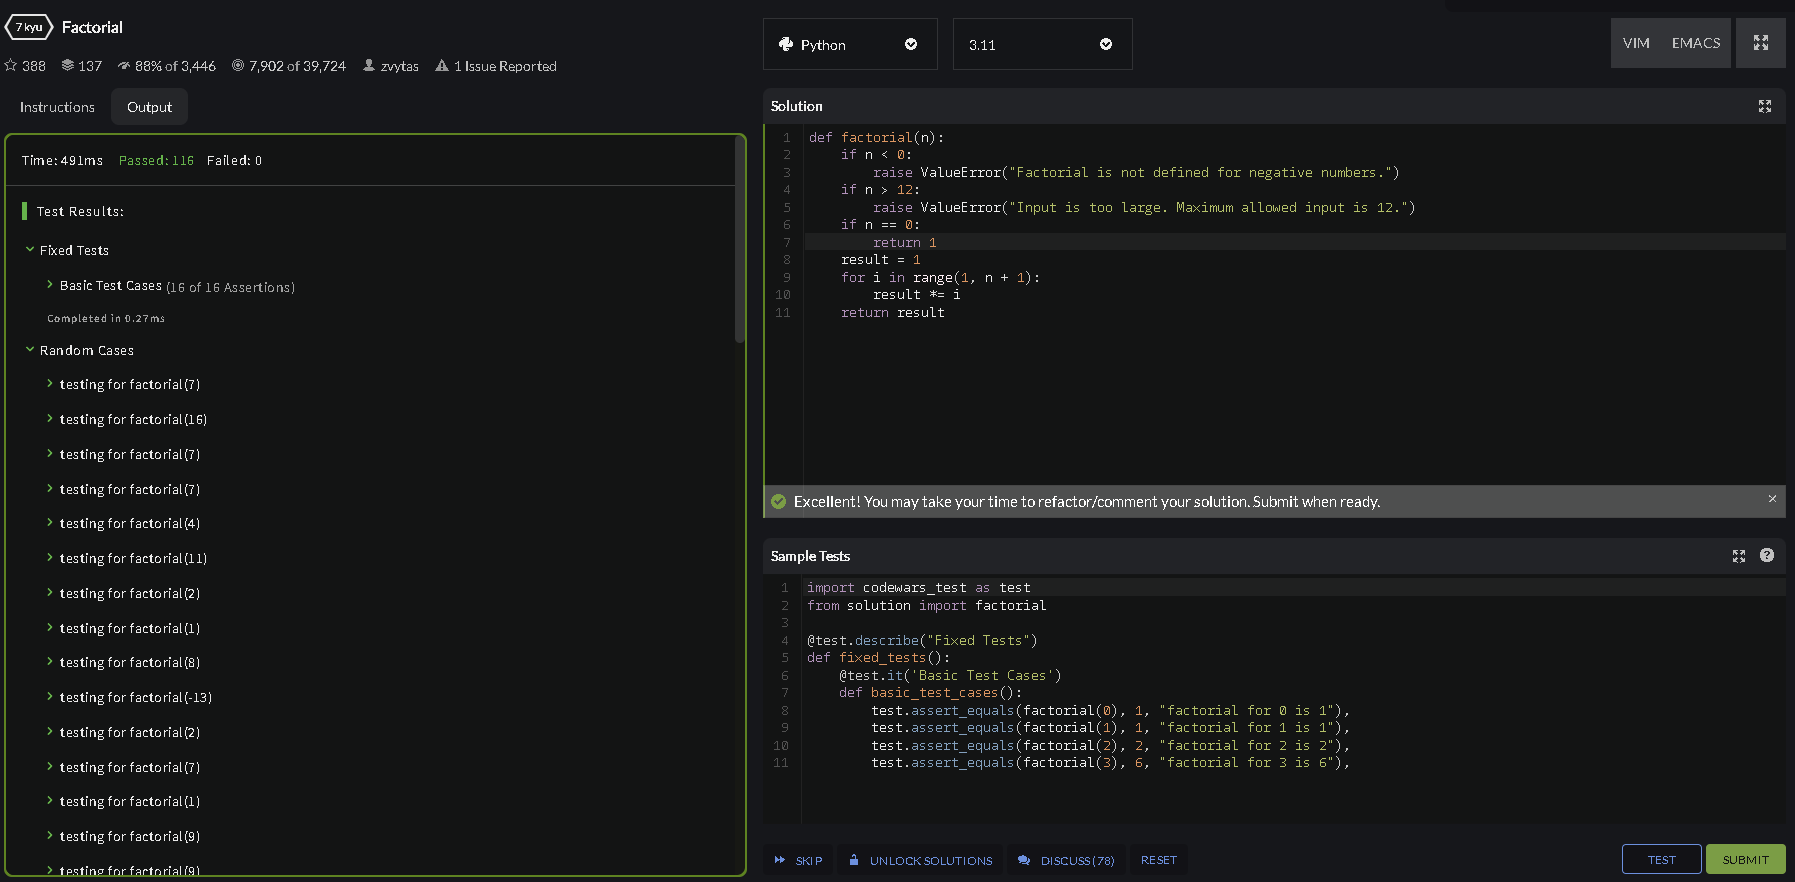 7 kyu Factorial
388 137 88% of 3,446 7,902 of 39,724 zvytas 1 Issue Reported
Instructions Output
Time: 491ms Passed: 116 Failed: 0
Test Results:
Fixed Tests
Basic Test Cases (16 of 16 Assertions)
Completed in 0.27ms
Random Cases
testing for factorial(7)
testing for factorial(16)
testing for factorial(7)
testing for factorial(7)
testing for factorial(4)
testing for factorial(11)
testing for factorial(2)
testing for factorial(1)
testing for factorial(8)
testing for factorial(-13)
testing for factorial(2)
testing for factorial(7)
testing for factorial(1)
testing for factorial(9)
testing for factorial(9)
Python 3.11 VIM EMACS
Solution
1 def factorial(n):
2 if n < 0:
3 raise ValueError("Factorial is not defined for negative numbers.")
4 if n > 12:
5 raise ValueError("Input is too large. Maximum allowed input is 12.")
6 if n == 0:
7 return 1
8 result = 1
9 for i in range(1, n + 1):
10 result *= i
11 return result
Excellent! You may take your time to refactor/comment your solution. Submit when ready.
Sample Tests
1 import codewars_test as test
2 from solution import factorial
3
4 @test.describe("Fixed Tests")
5 def fixed_tests():
6 @test.it('Basic Test Cases')
7 def basic_test_cases():
8 test.assert_equals(factorial(0), 1, "factorial for 0 is 1"),
9 test.assert_equals(factorial(1), 1, "factorial for 1 is 1"),
10 test.assert_equals(factorial(2), 2, "factorial for 2 is 2"),
11 test.assert_equals(factorial(3), 6, "factorial for 3 is 6"),
SKIP UNLOCK SOLUTIONS DISCUSS (78) RESET TEST SUBMIT